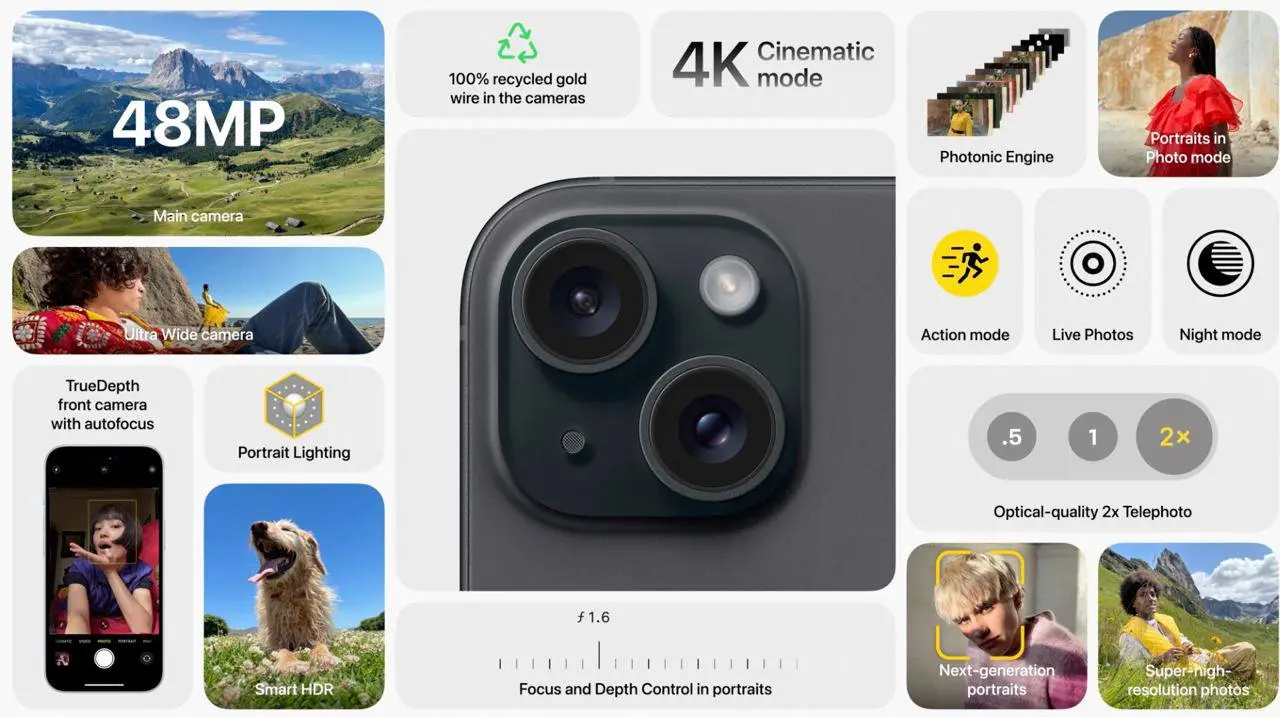 48MP
Main camera
Ultra Wide camera
TrueDepth
front camera
with autofocus
VIDEO
PHOTO
PORTRAIT
Portrait Lighting
Smart HDR
100% recycled gold
wire in the cameras
4K Cinematic
mode
ƒ1.6
Focus and Depth Control in portraits
Photonic Engine
Portraits in
Photo mode
Action mode
Live Photos
Night mode
.5 1 2×
Optical-quality 2x Telephoto
Next-generation
portraits
Super-high-
resolution photos